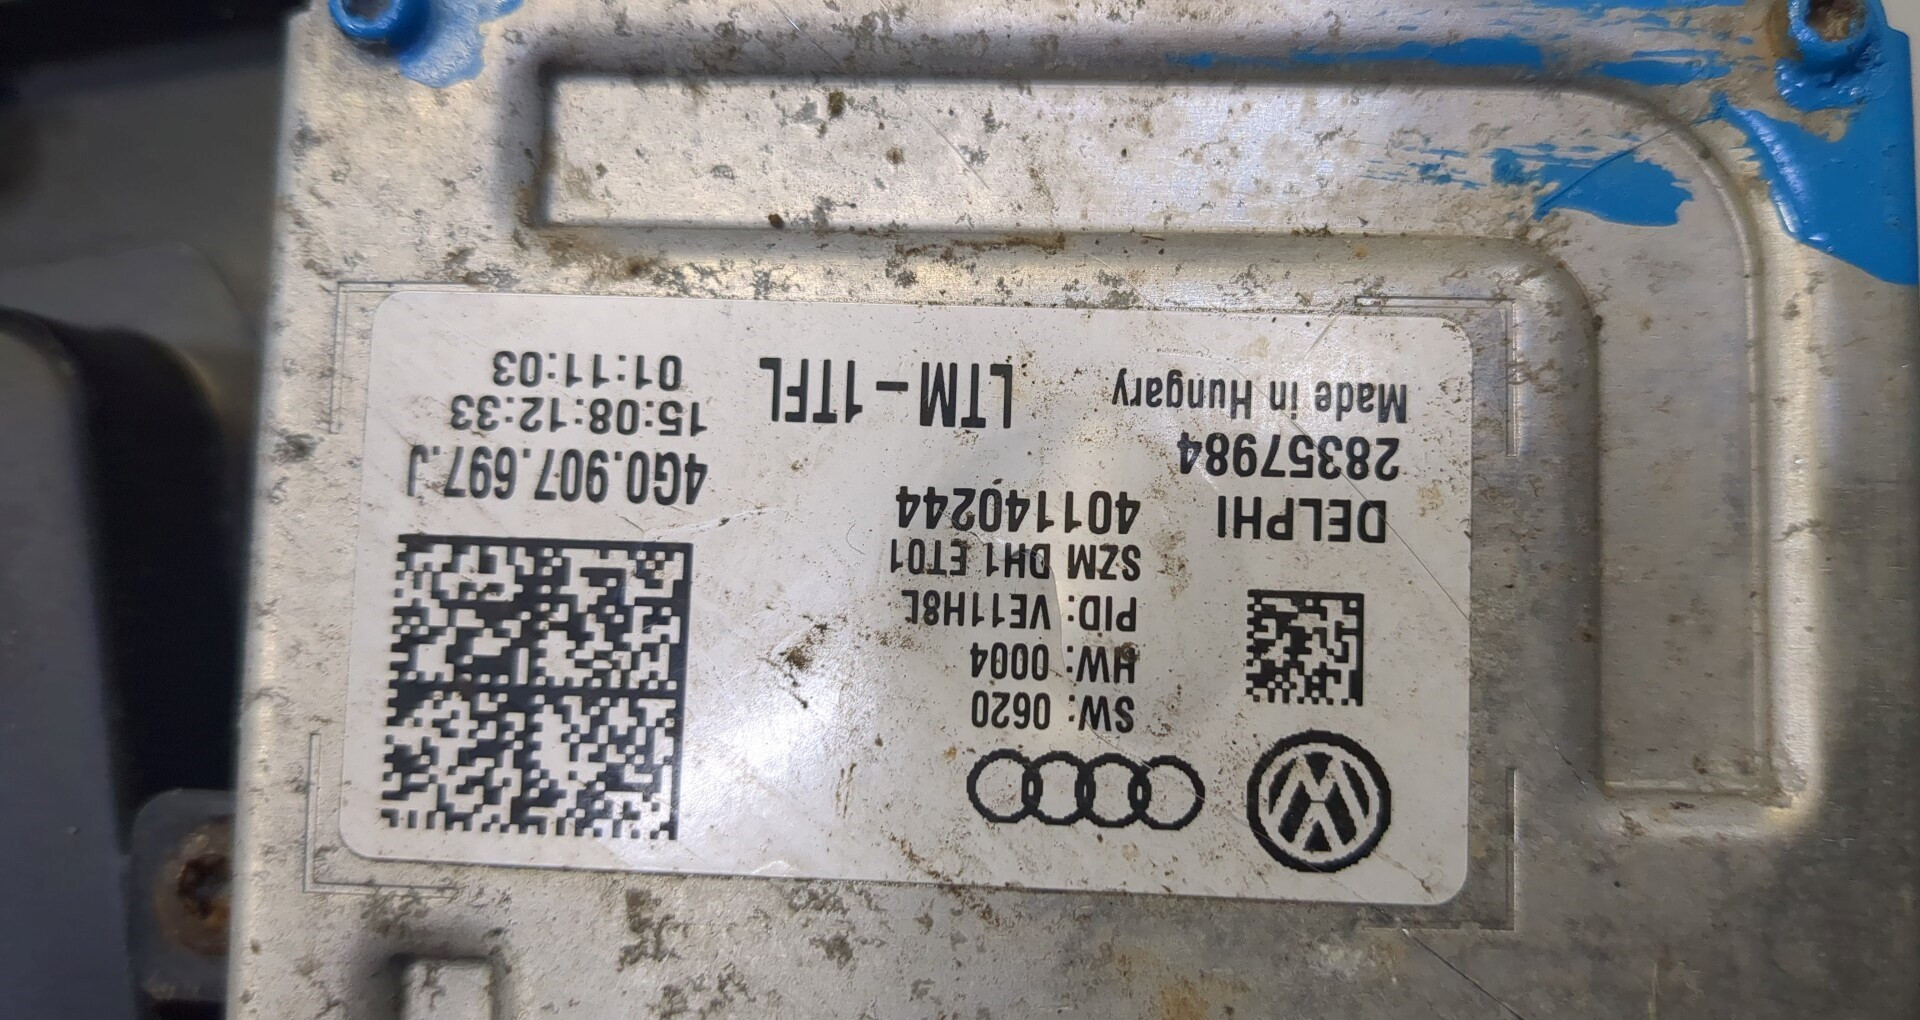 SW: 0620
HW: 0004
PID: VE11H8L
SZM DH1 ET01
401140244
DELPHI
28357984
Made in Hungary
LTM - 1TFL
4G0.907.697.J
15:08:12:33
01:11:03